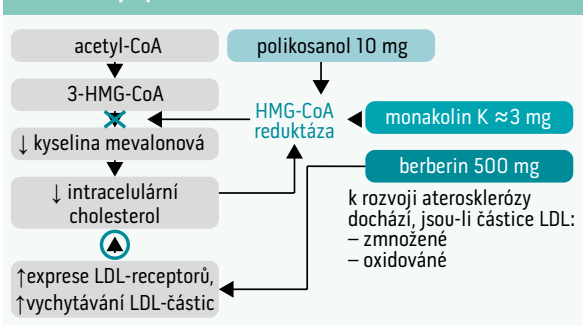 acetyl-CoA
polikosanol 10 mg
3-HMG-CoA
HMG-CoA
reduktáza
monakolin K ≈3 mg
↓ kyselina mevalonová
berberin 500 mg
↓ intracelulární
cholesterol
k rozvoji aterosklerózy
dochází, jsou-li částice LDL:
– zmnožené
– oxidováné
↑exprese LDL-receptorů,
↑vychytávání LDL-částic